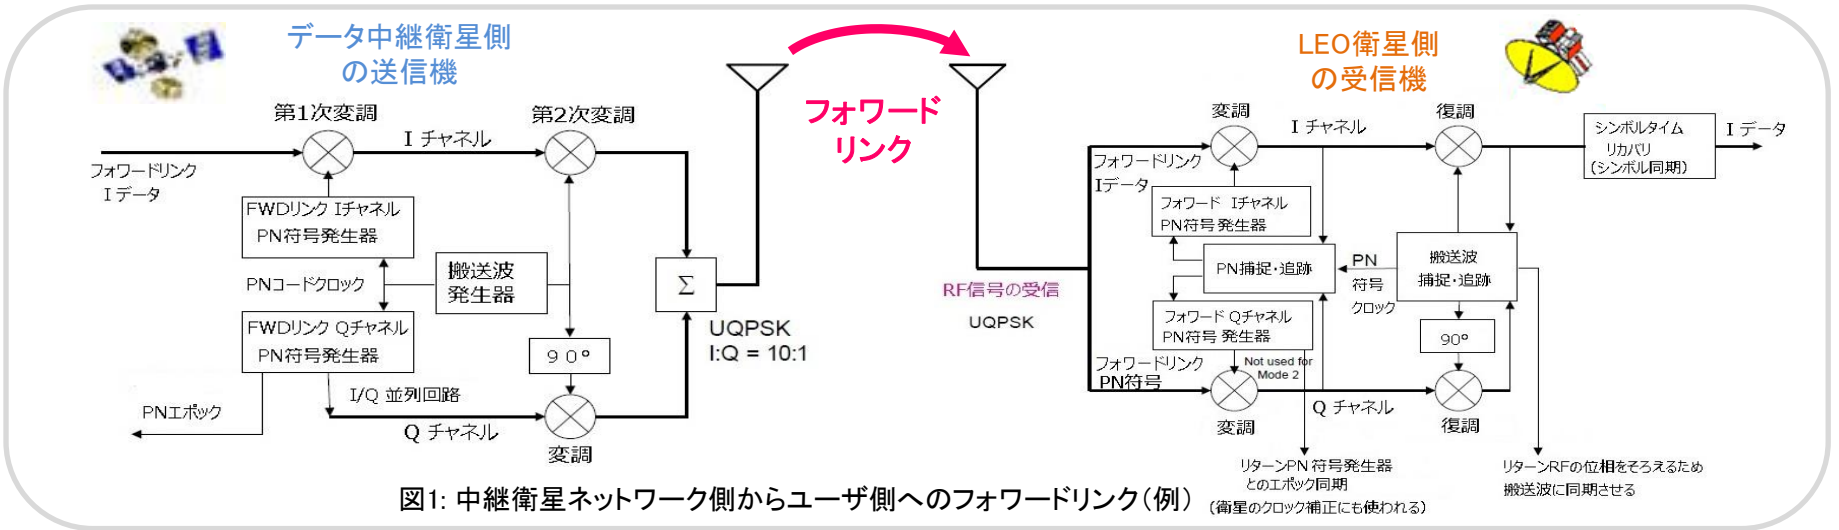 データ中継衛星側
の送信機
フォワード
リンク
LEO衛星側
の受信機
第1次変調
I チャネル
第2次変調
フォワードリンク
I データ
FWDリンク Iチャネル
PN符号発生器
PNコードクロック
搬送波
発生器
FWDリンク Qチャネル
PN符号発生器
90°
Σ
UQPSK
I:Q = 10:1
PNエポック
I/Q 並列回路
Q チャネル
変調
RF信号の受信
UQPSK
変調
I チャネル
復調
シンボルタイム
リカバリ
(シンボル同期)
I データ
フォワードリンク
Iデータ
フォワード Iチャネル
PN符号発生器
PN捕捉・追跡
PN
符号
クロック
搬送波
捕捉・追跡
フォワード Qチャネル
PN符号 発生器
90°
フォワードリンク
PN符号
Not used for
Mode 2
変調
Q チャネル
復調
リターンPN 符号発生器
とのエポック同期
(衛星のクロック補正にも使われる)
リターンRFの位相をそろえるため
搬送波に同期させる
図1: 中継衛星ネットワーク側からユーザ側へのフォワードリンク(例)